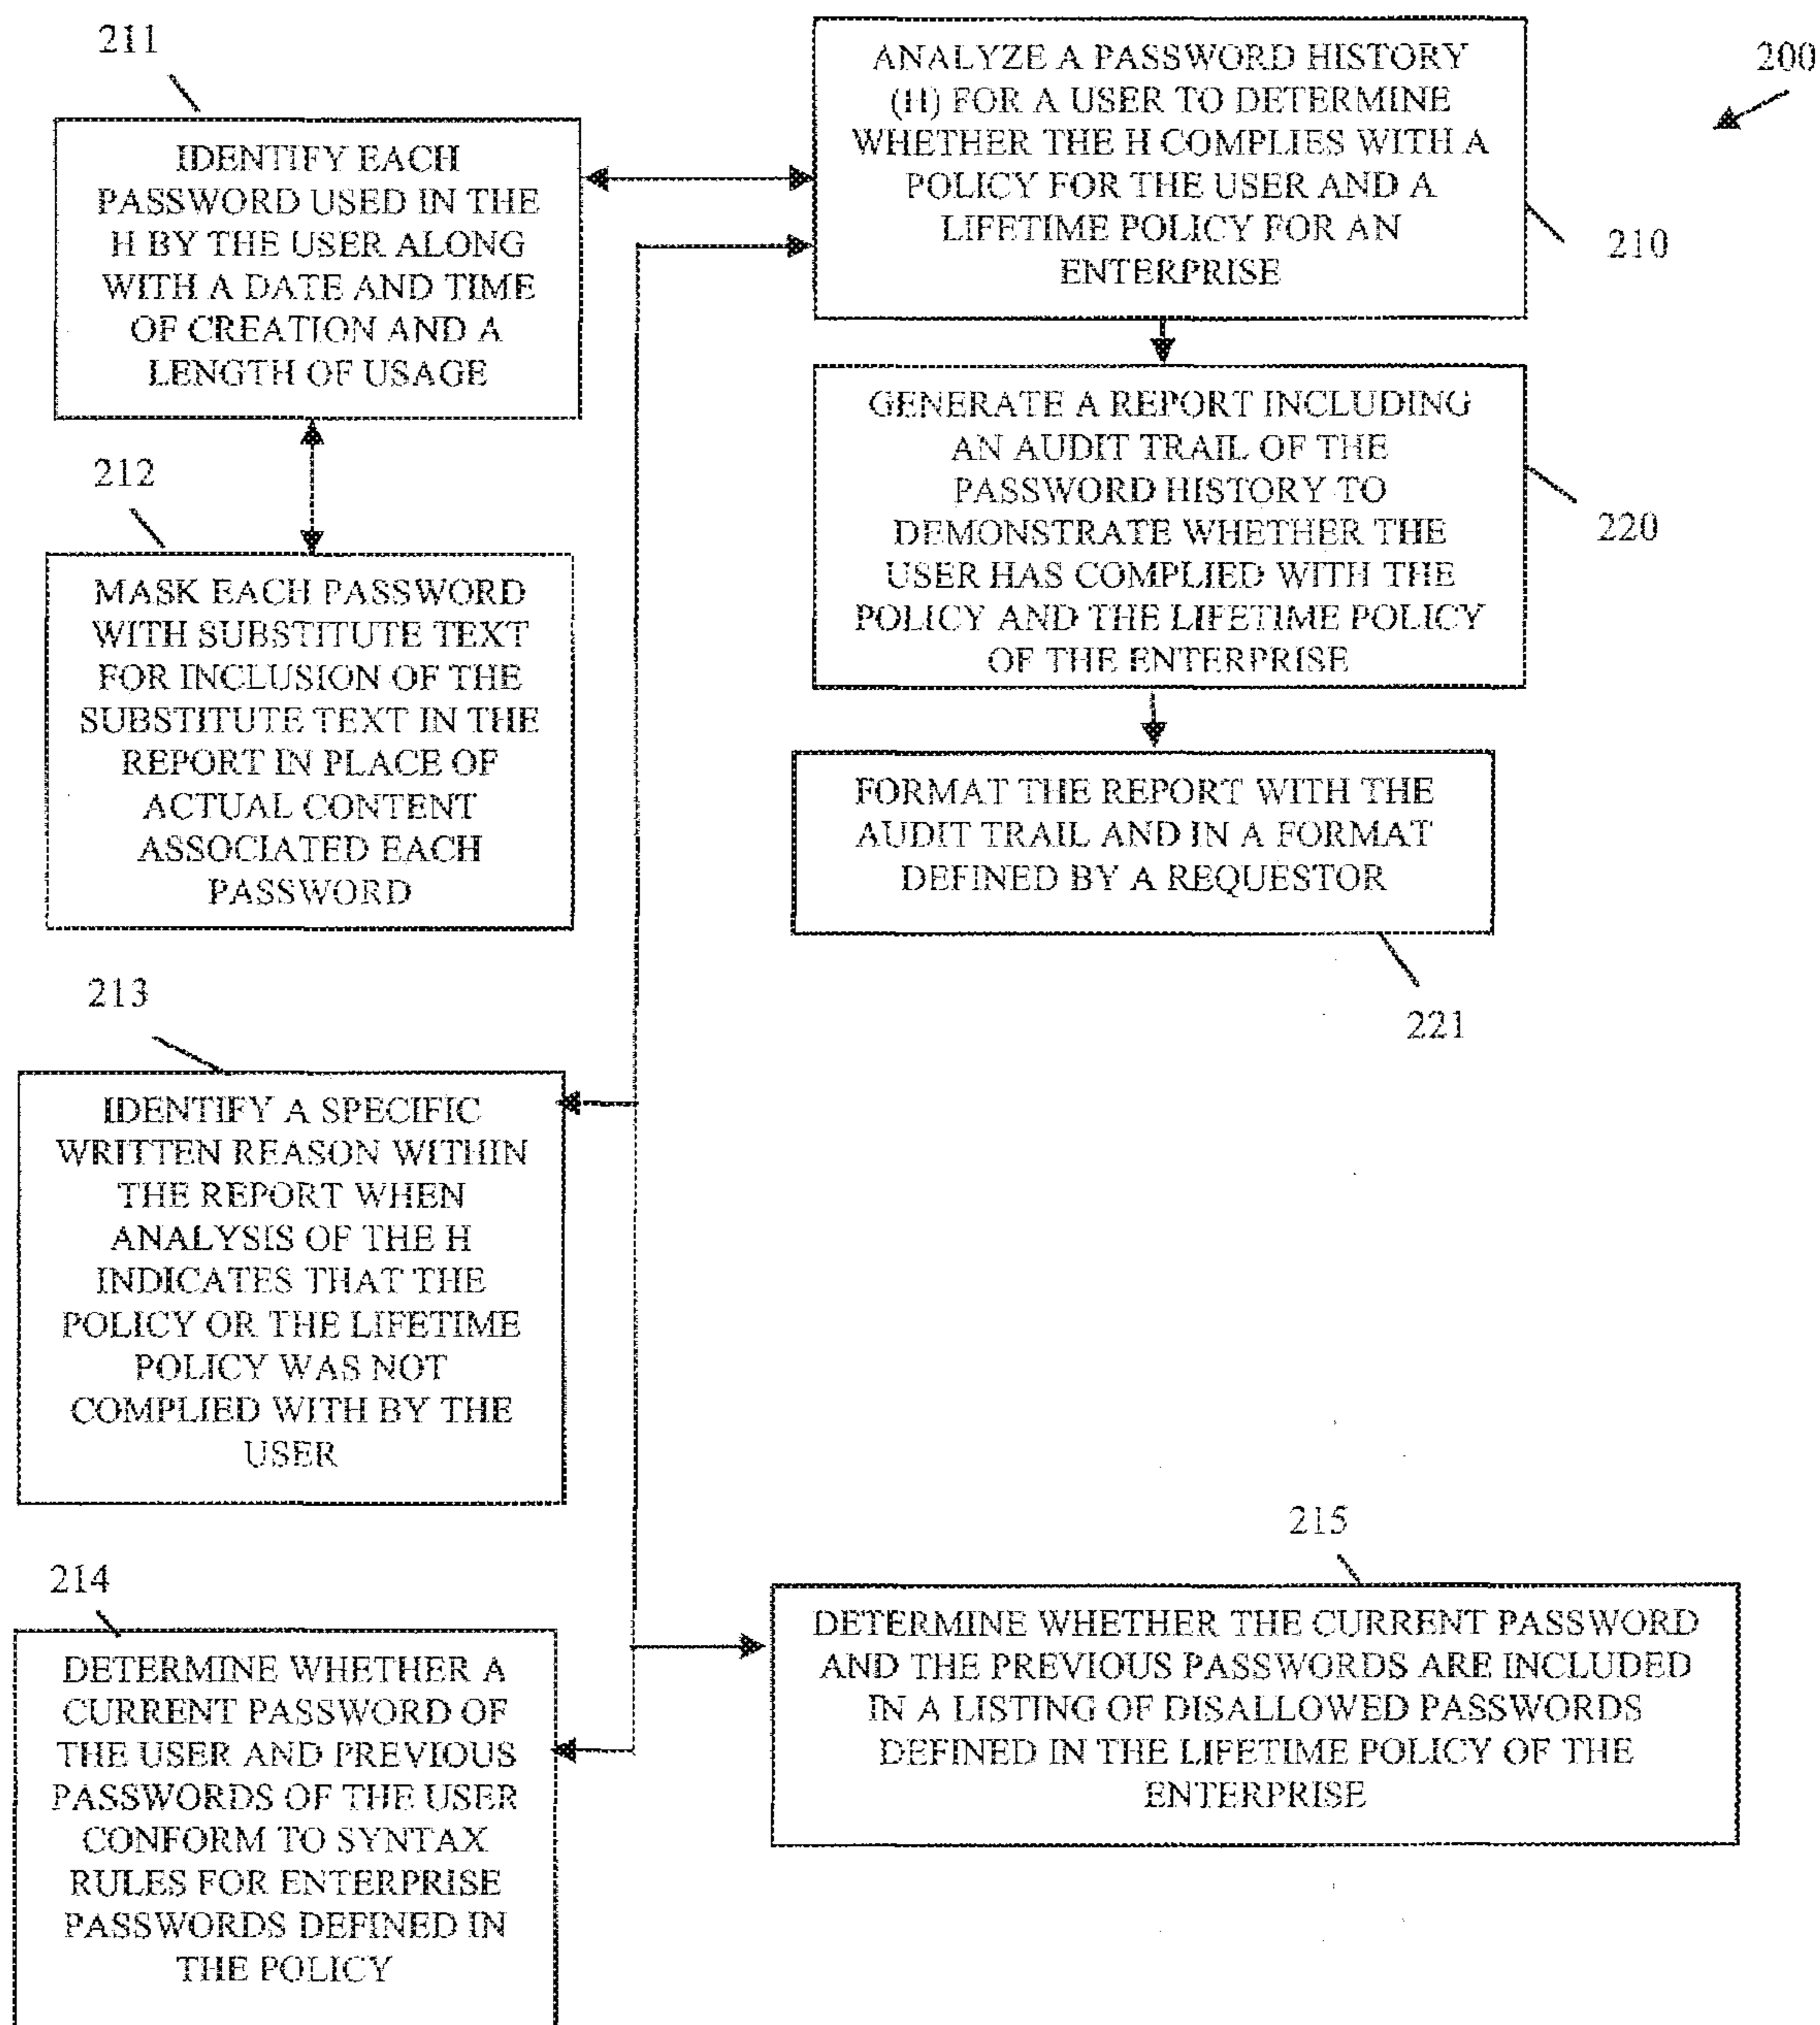 200
211
IDENTIFY EACH
PASSWORD USED IN THE
H BY THE USER ALONG
WITH A DATE AND TIME
OF CREATION AND A
LENGTH OF USAGE
ANALYZE A PASSWORD HISTORY
(H) FOR A USER TO DETERMINE
WHETHER THE H COMPLIES WITH A
POLICY FOR THE USER AND A
LIFETIME POLICY FOR AN
ENTERPRISE
210
212
MASK EACH PASSWORD
WITH SUBSTITUTE TEXT
FOR INCLUSION OF THE
SUBSTITUTE TEXT IN THE
REPORT IN PLACE OF
ACTUAL CONTENT
ASSOCIATED EACH
PASSWORD
GENERATE A REPORT INCLUDING
AN AUDIT TRAIL OF THE
PASSWORD HISTORY TO
DEMONSTRATE WHETHER THE
USER HAS COMPLIED WITH THE
POLICY AND THE LIFETIME POLICY
OF THE ENTERPRISE
220
FORMAT THE REPORT WITH THE
AUDIT TRAIL AND IN A FORMAT
DEFINED BY A REQUESTOR
221
213
IDENTIFY A SPECIFIC
WRITTEN REASON WITHIN
THE REPORT WHEN
ANALYSIS OF THE H
INDICATES THAT THE
POLICY OR THE LIFETIME
POLICY WAS NOT
COMPLIED WITH BY THE
USER
214
DETERMINE WHETHER A
CURRENT PASSWORD OF
THE USER AND PREVIOUS
PASSWORDS OF THE USER
CONFORM TO SYNTAX
RULES FOR ENTERPRISE
PASSWORDS DEFINED IN
THE POLICY
215
DETERMINE WHETHER THE CURRENT PASSWORD
AND THE PREVIOUS PASSWORDS ARE INCLUDED
IN A LISTING OF DISALLOWED PASSWORDS
DEFINED IN THE LIFETIME POLICY OF THE
ENTERPRISE